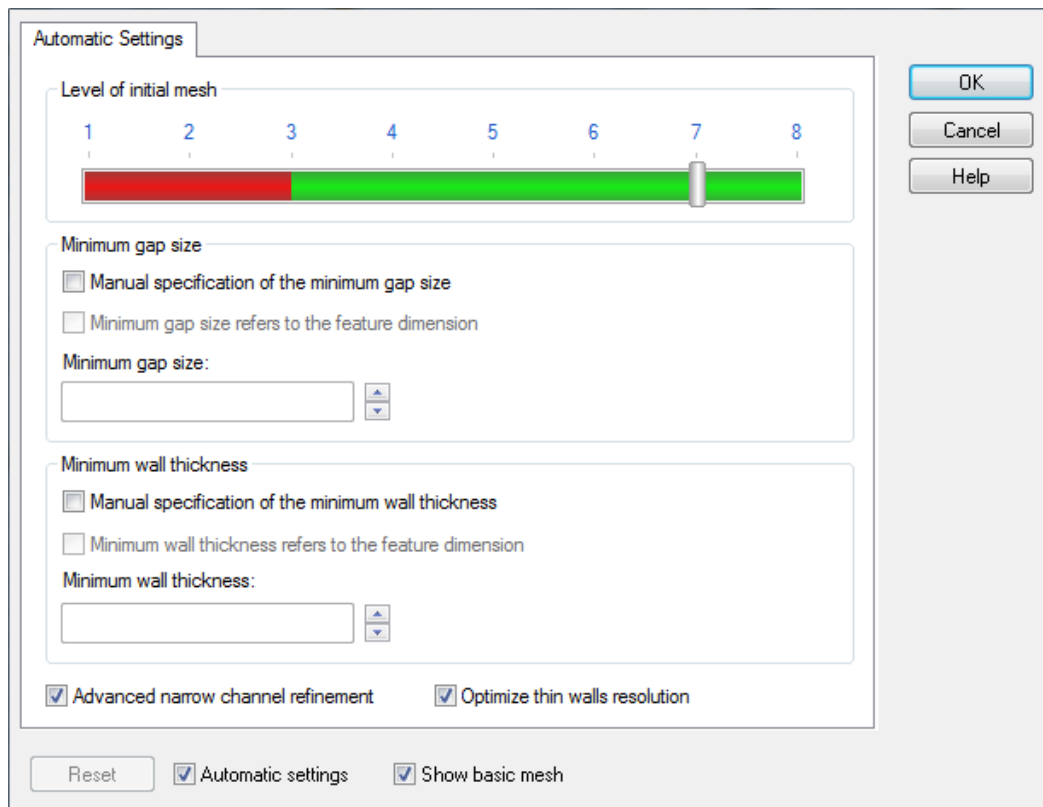 Automatic Settings
Level of initial mesh
1 2 3 4 5 6 7 8
Minimum gap size
Manual specification of the minimum gap size
Minimum gap size refers to the feature dimension
Minimum gap size:
Minimum wall thickness
Manual specification of the minimum wall thickness
Minimum wall thickness refers to the feature dimension
Minimum wall thickness:
Advanced narrow channel refinement Optimize thin walls resolution
Reset Automatic settings Show basic mesh
OK
Cancel
Help